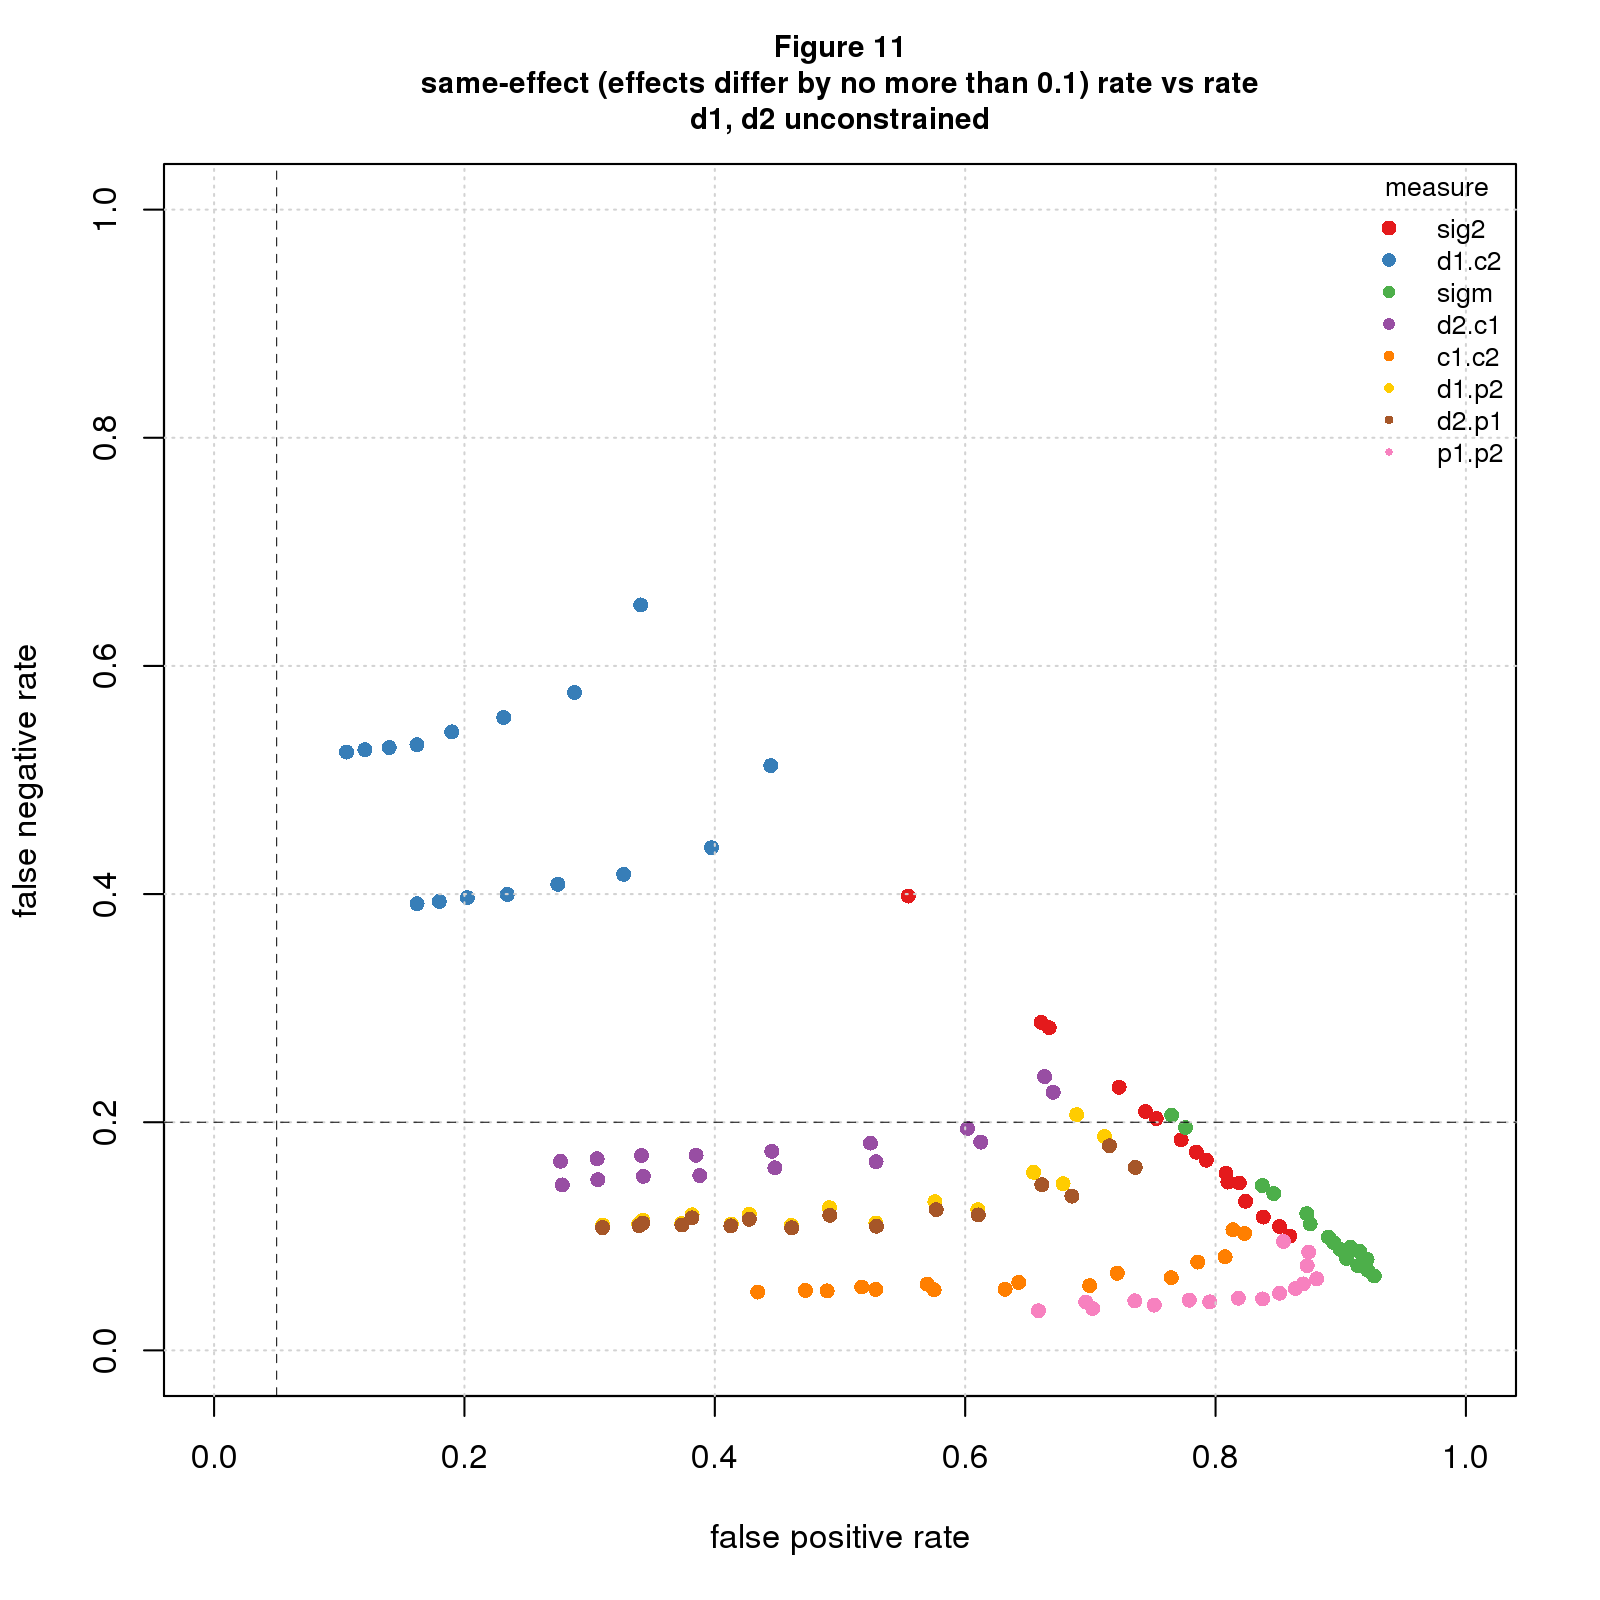 Figure 11
same-effect (effects differ by no more than 0.1) rate vs rate
d1, d2 unconstrained
measure
sig2
d1.c2
sigm
d2.c1
c1.c2
d1.p2
d2.p1
p1.p2
false negative rate
1.0
0.8
0.6
0.4
0.2
0.0
0.0 0.2 0.4 0.6 0.8 1.0
false positive rate